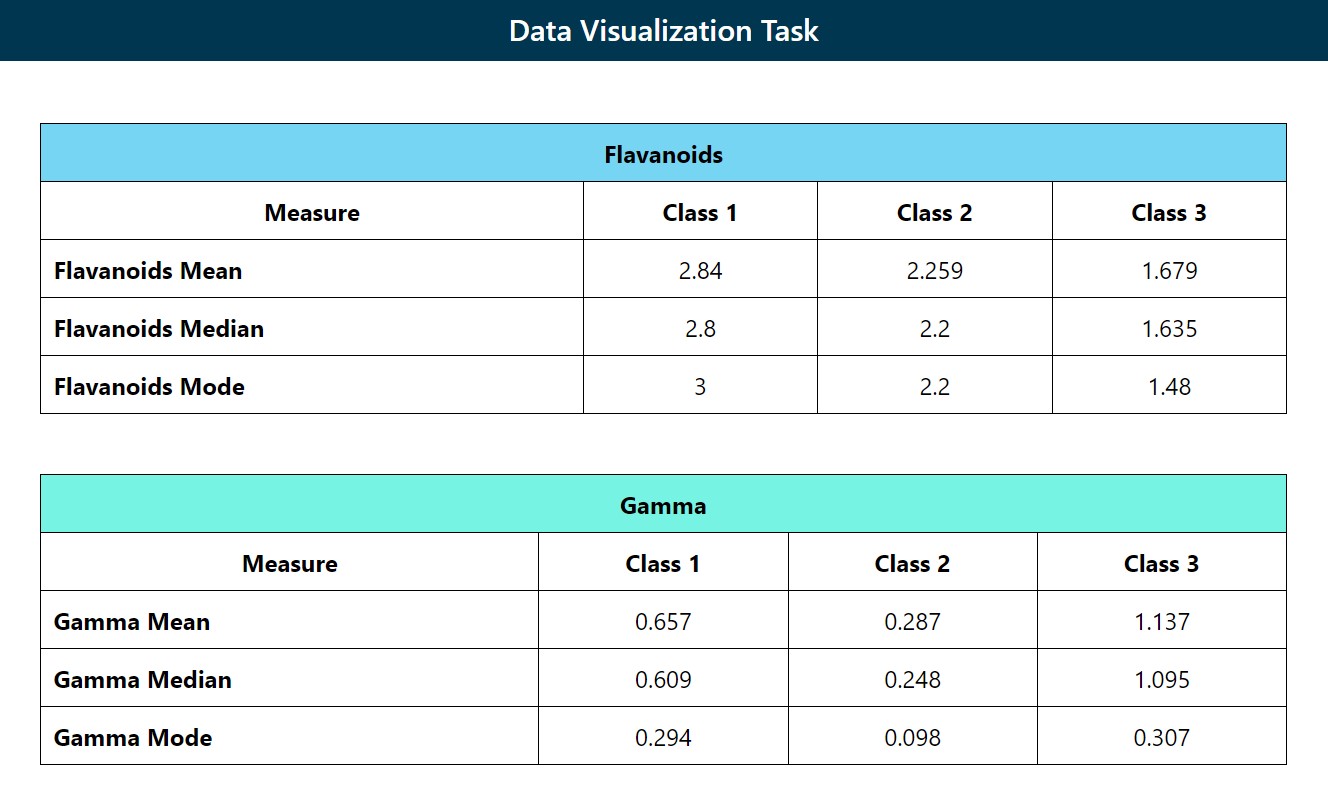 Data Visualization Task
Flavanoids
Measure Class 1 Class 2 Class 3
Flavanoids Mean 2.84 2.259 1.679
Flavanoids Median 2.8 2.2 1.635
Flavanoids Mode 3 2.2 1.48
Gamma
Measure Class 1 Class 2 Class 3
Gamma Mean 0.657 0.287 1.137
Gamma Median 0.609 0.248 1.095
Gamma Mode 0.294 0.098 0.307